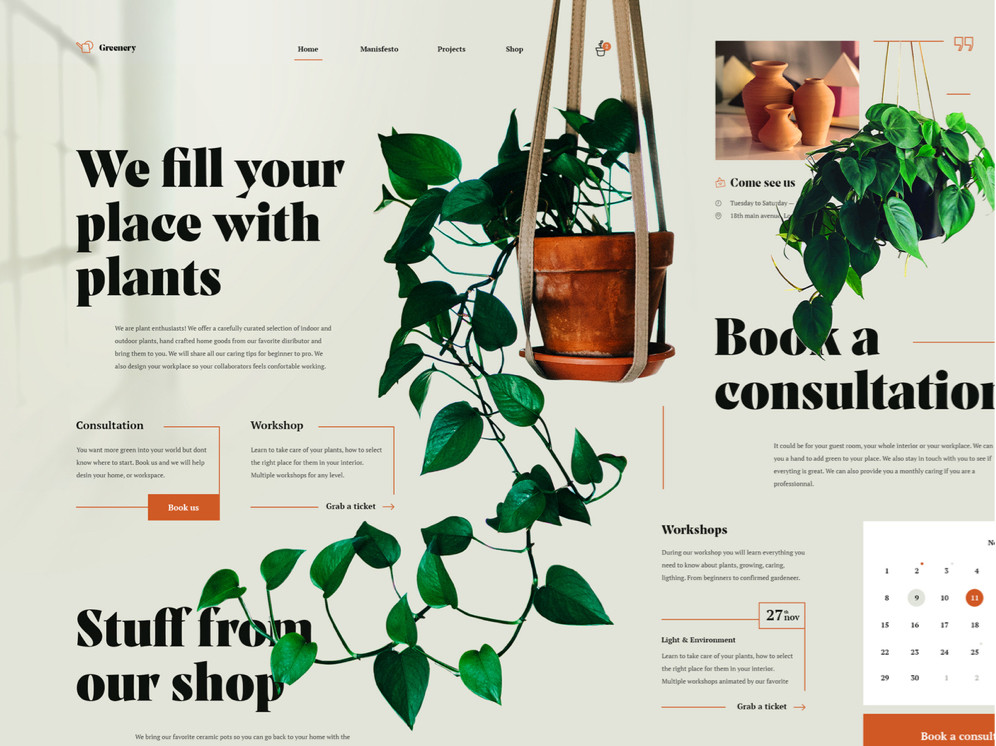 Greenery
Home
Manisfesto
Projects
Shop
We fill your
place with
plants
We are plant enthusiasts! We offer a carefully curated selection of indoor and
outdoor plants, hand crafted home goods from our favorite disributor and
bring them to you. We will share all our caring tips for beginner to pro. We
also design your workplace so your collaborators feels comfortable working.
Consultation
You want more green into your world but dont
know where to start. Book us and we will help
desin your home, or workspace.
Book us
Workshop
Learn to take care of your plants, how to select
the right place for them in your interior.
Multiple workshops for any level.
Grab a ticket
Stuff from
our shop
We bring our favorite ceramic pots so you can go back to your home with the
Come see us
Tuesday to Saturday —
18th main avenue,
Book a
consultation
It could be for your guest room, your whole interior or your workplace. We can
you a hand to add green to your place. We also stay in touch with you to see if
everyting is great. We can also provide you a monthly caring if you are a
professionnal.
Workshops
During our workshop you will learn everything you
need to know about plants, growing, caring,
ligthing. From beginners to confirmed gardeneer.
27th nov
Light & Environment
Learn to take care of your plants, how to select
the right place for them in your interior.
Multiple workshops animated by our favorite
Grab a ticket
1 2 3 4
8 9 10 11
15 16 17 18
22 23 24 25
29 30 1 2
Book a consult